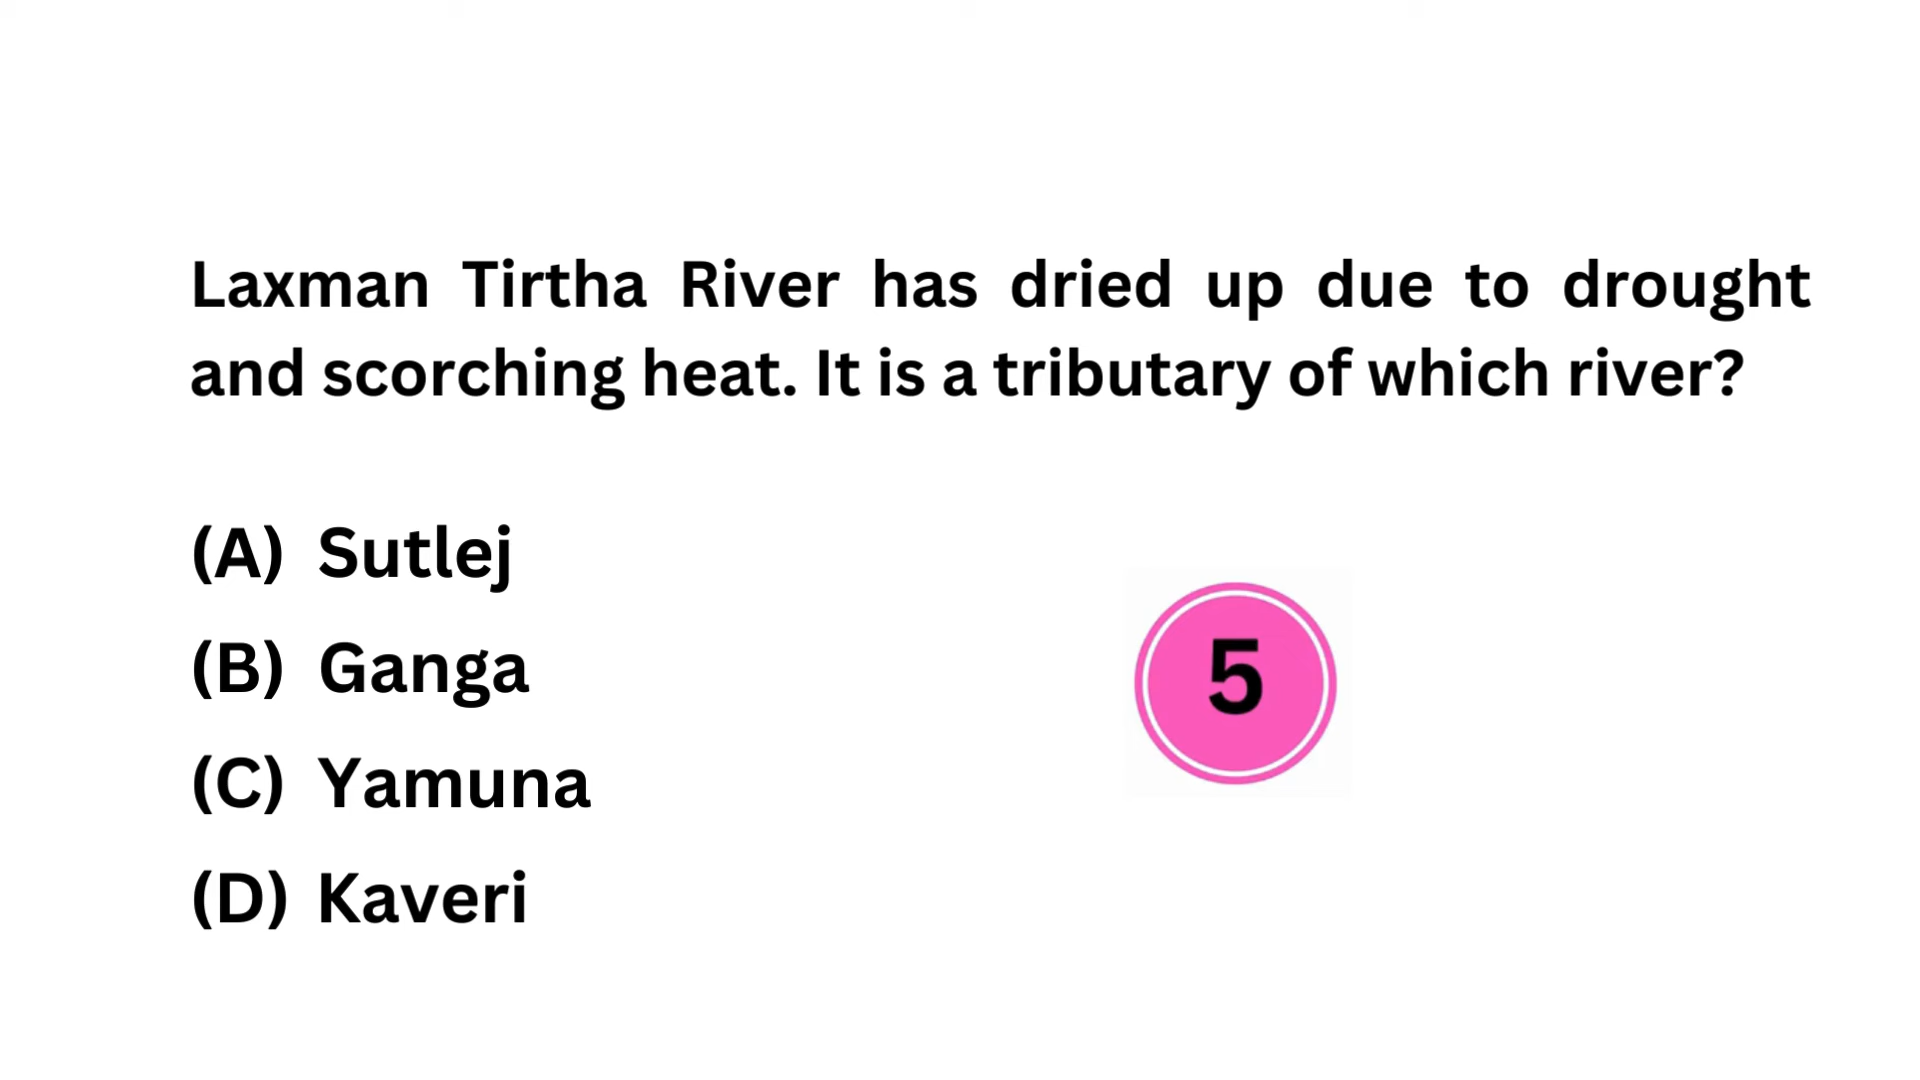 Laxman Tirtha River has dried up due to drought
and scorching heat. It is a tributary of which river?
(A) Sutlej
(B) Ganga
5
(C) Yamuna
(D) Kaveri